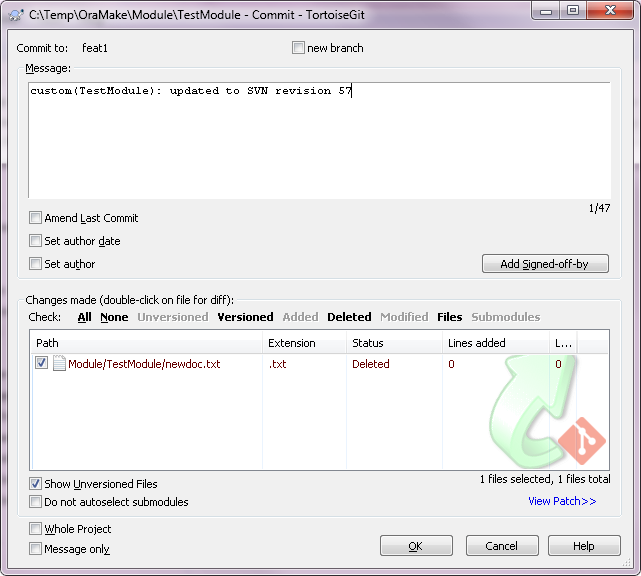 C:\Temp\OraMake\Module\TestModule - Commit - TortoiseGit
Commit to: feat1 new branch
Message:
custom(TestModule): updated to SVN revision 57
1/47
Amend Last Commit
Set author date
Set author
Add Signed-off-by
Changes made (double-click on file for diff):
Check: All None Unversioned Versioned Added Deleted Modified Files Submodules
Path Extension Status Lines added L...
Module/TestModule/newdoc.txt .txt Deleted 0 0
1 files selected, 1 files total
Show Unversioned Files
Do not autoselect submodules
View Patch>>
Whole Project
Message only
OK Cancel Help